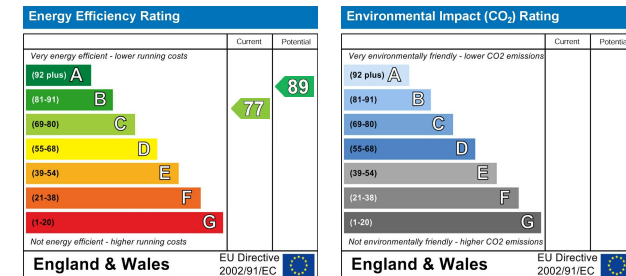 Energy Efficiency Rating
Current Potential
Very energy efficient - lower running costs
(92 plus) A
(81-91) B
(69-80) C
(55-68) D
(39-54) E
(21-38) F
(1-20) G
77
89
Not energy efficient - higher running costs
England & Wales
EU Directive
2002/91/EC
Environmental Impact (CO₂) Rating
Current Potential
Very environmentally friendly - lower CO2 emissions
(92 plus) A
(81-91) B
(69-80) C
(55-68) D
(39-54) E
(21-38) F
(1-20) G
Not environmentally friendly - higher CO2 emissions
England & Wales
EU Directive
2002/91/EC